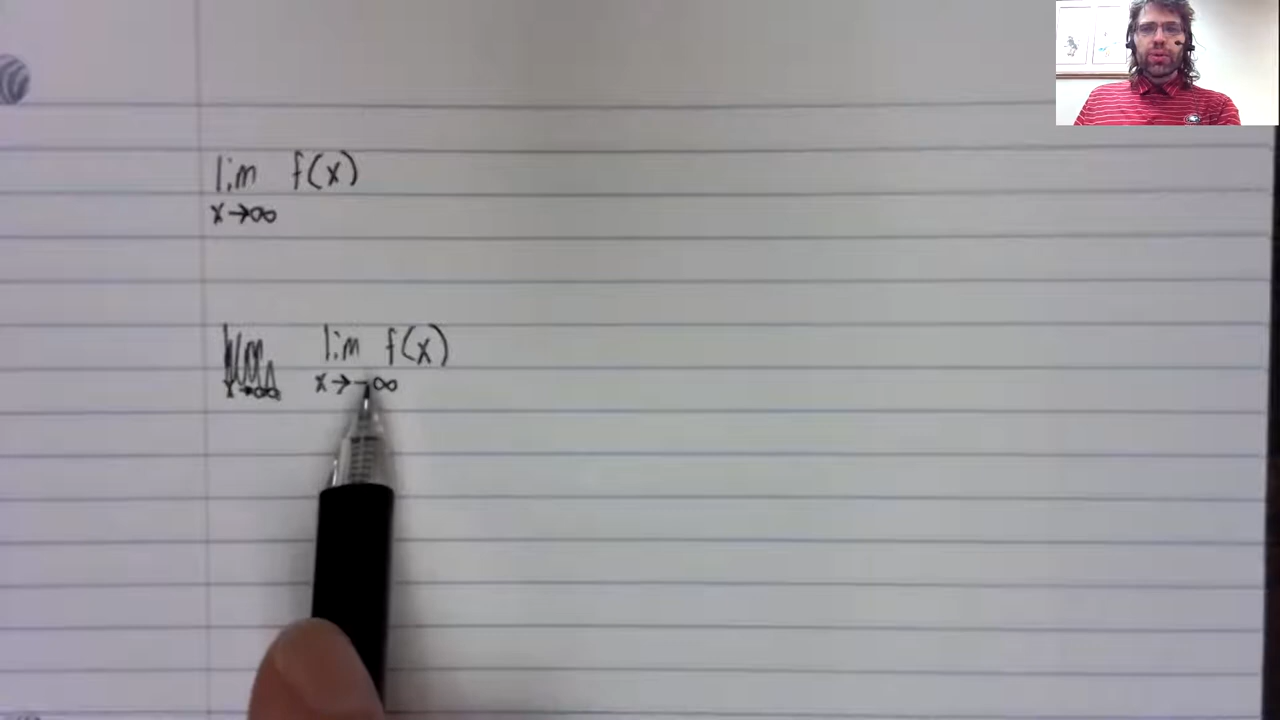 lim f(x)
x→∞
lim f(x)
x→-∞